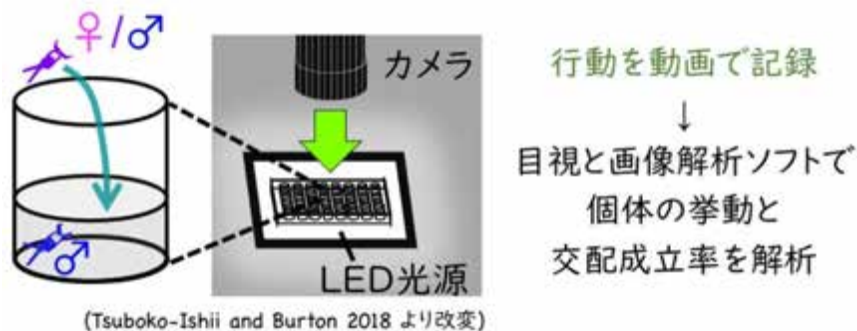 ♀/♂
♂
カメラ
LED光源
(Tsuboko-Ishii and Burton 2018 より改変)
行動を動画で記録
↓
目視と画像解析ソフトで
個体の挙動と
交配成立率を解析